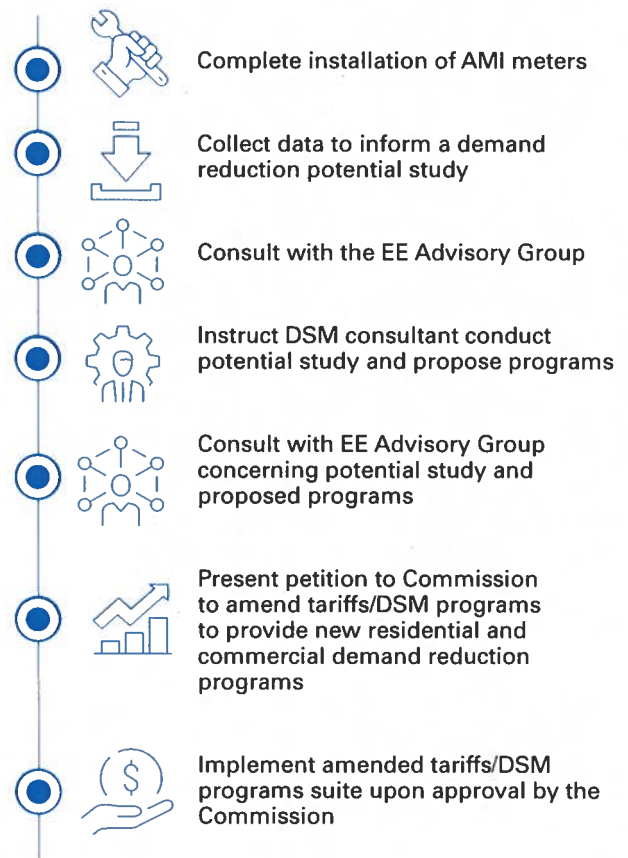 Complete installation of AMI meters
Collect data to inform a demand
reduction potential study
Consult with the EE Advisory Group
Instruct DSM consultant conduct
potential study and propose programs
Consult with EE Advisory Group
concerning potential study and
proposed programs
Present petition to Commission
to amend tariffs/DSM programs
to provide new residential and
commercial demand reduction
programs
$
Implement amended tariffs/DSM
programs suite upon approval by the
Commission